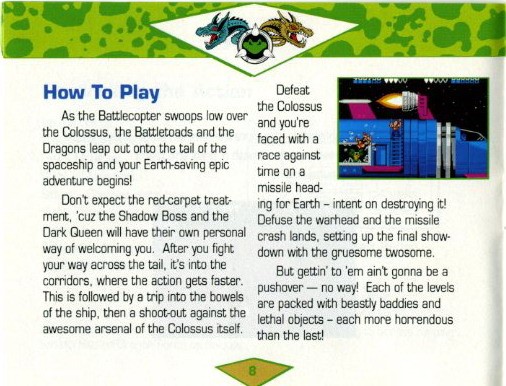 How To Play
As the Battlecopter swoops low over
the Colossus, the Battletoads and the
Dragons leap out onto the tail of the
spaceship and your Earth-saving epic
adventure begins!
Don't expect the red-carpet treat-
ment, 'cuz the Shadow Boss and the
Dark Queen will have their own personal
way of welcoming you. After you fight
your way across the tail, it's into the
corridors, where the action gets faster.
This is followed by a trip into the bowels
of the ship, then a shoot-out against the
awesome arsenal of the Colossus itself.
Defeat
the Colossus
and you're
faced with a
race against
time on a
missile head-
ing for Earth – intent on destroying it!
Defuse the warhead and the missile
crash lands, setting up the final show-
down with the gruesome twosome.
But gettin' to 'em ain't gonna be a
pushover — no way! Each of the levels
are packed with beastly baddies and
lethal objects – each more horrendous
than the last!
8